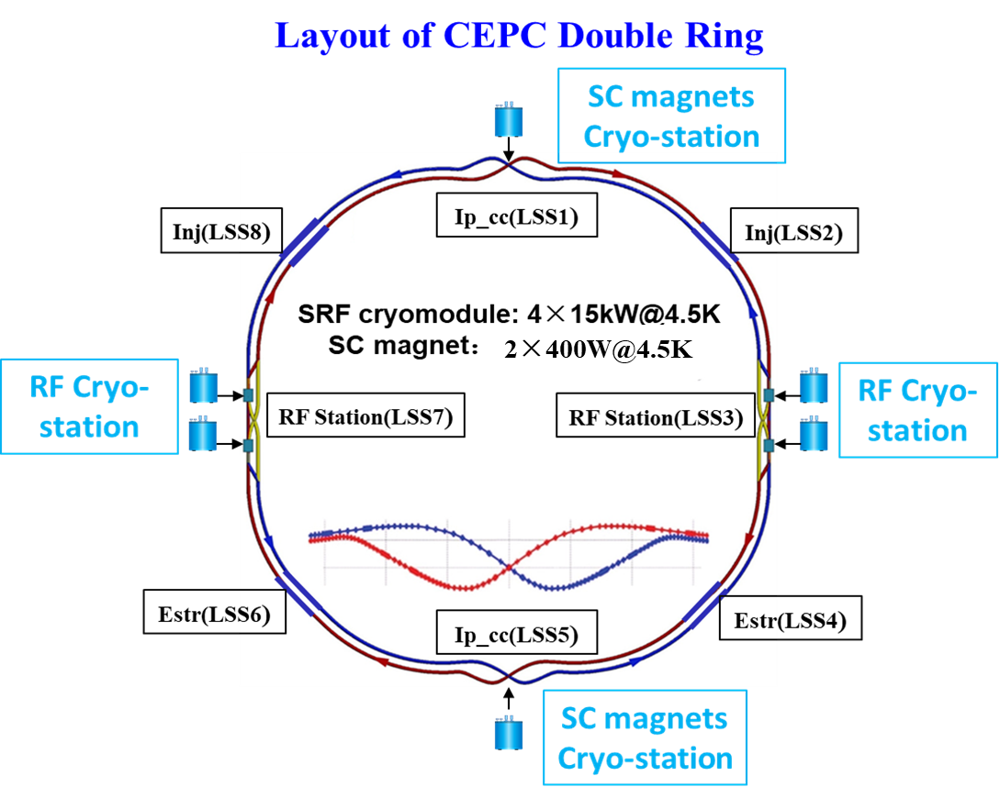 Layout of CEPC Double Ring
SC magnets
Cryo-station
Ip_cc(LSS1)
Inj(LSS8)
Inj(LSS2)
SRF cryomodule: 4×15kW@4.5K
SC magnet： 2×400W@4.5K
RF Cryo-
station
RF Station(LSS7)
RF Station(LSS3)
RF Cryo-
station
Estr(LSS6)
Ip_cc(LSS5)
Estr(LSS4)
SC magnets
Cryo-station